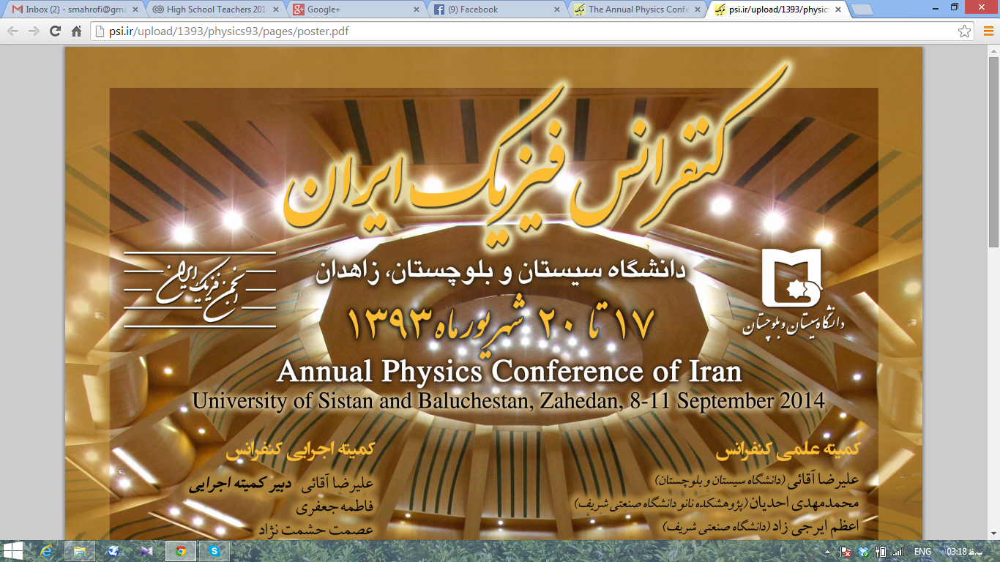 Inbox (2) - smahrofi@gma
High School Teachers 201
Google+
(9) Facebook
The Annual Physics Confe
psi.ir/upload/1393/physics
psi.ir/upload/1393/physics93/pages/poster.pdf
کنفرانس فیزیک ایران
انجمن فیزیک ایران
دانشگاه سیستان و بلوچستان، زاهدان
۱۷ تا ۲۰ شهریور ماه ۱۳۹۳
دانشگاه سیستان و بلوچستان
Annual Physics Conference of Iran
University of Sistan and Baluchestan, Zahedan, 8-11 September 2014
کمیته علمی کنفرانس
علیرضا آقائی (دانشگاه سیستان و بلوچستان)
محمدمهدی احدیان (پژوهشکده نانو دانشگاه صنعتی شریف)
اعظم ایرجی زاد (دانشگاه صنعتی شریف)
کمیته اجرایی کنفرانس
علیرضا آقائی دبیر کمیته اجرایی
فاطمه جعفری
عصمت حشمت نژاد
ENG
03:18 ب.ظ